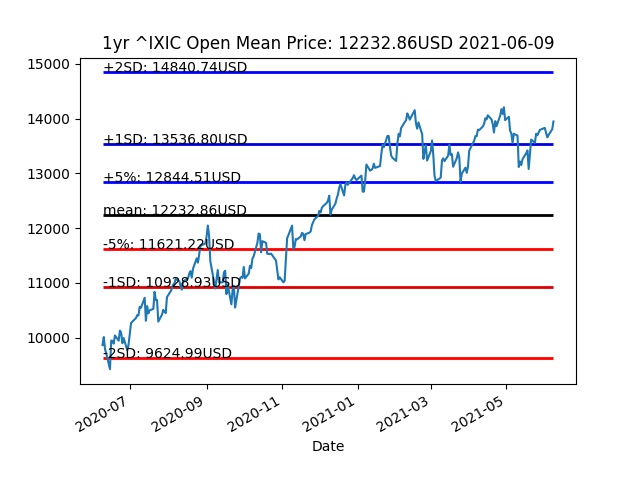 1yr ^IXIC Open Mean Price: 12232.86USD 2021-06-09
15000
+2SD: 14840.74USD
14000
+1SD: 13536.80USD
13000
+5%: 12844.51USD
mean: 12232.86USD
12000
-5%: 11621.22USD
11000
-1SD: 10928.93USD
10000
-2SD: 9624.99USD
2020-07
2020-09
2020-11
2021-01
2021-03
2021-05
Date